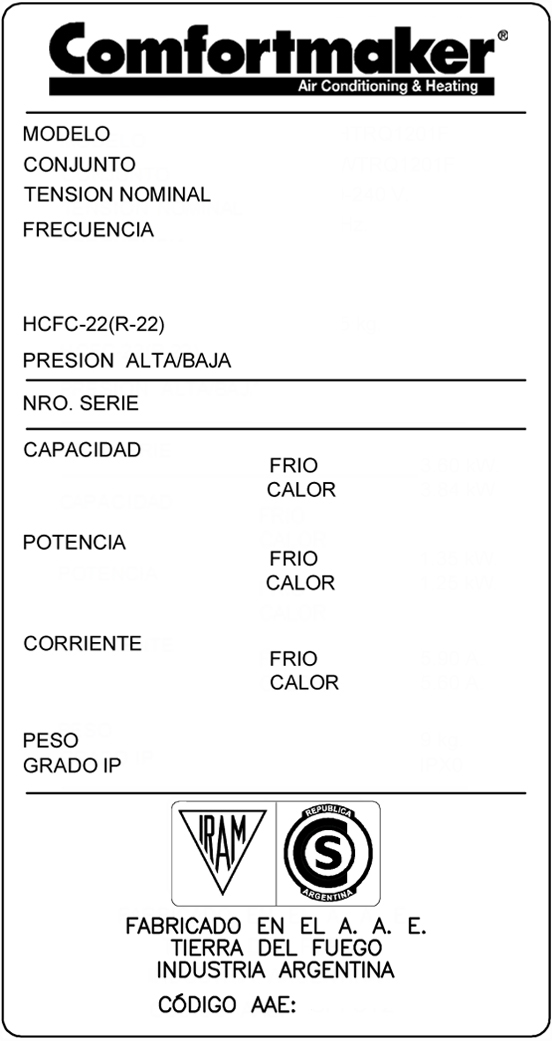 Comfortmaker®
Air Conditioning & Heating
MODELO
CONJUNTO
TENSION NOMINAL
FRECUENCIA
HCFC-22(R-22)
PRESION ALTA/BAJA
NRO. SERIE
CAPACIDAD
FRIO
CALOR
POTENCIA
FRIO
CALOR
CORRIENTE
FRIO
CALOR
PESO
GRADO IP
IRAM
REPUBLICA
S
ARGENTINA
FABRICADO EN EL A. A. E.
TIERRA DEL FUEGO
INDUSTRIA ARGENTINA
CÓDIGO AAE: